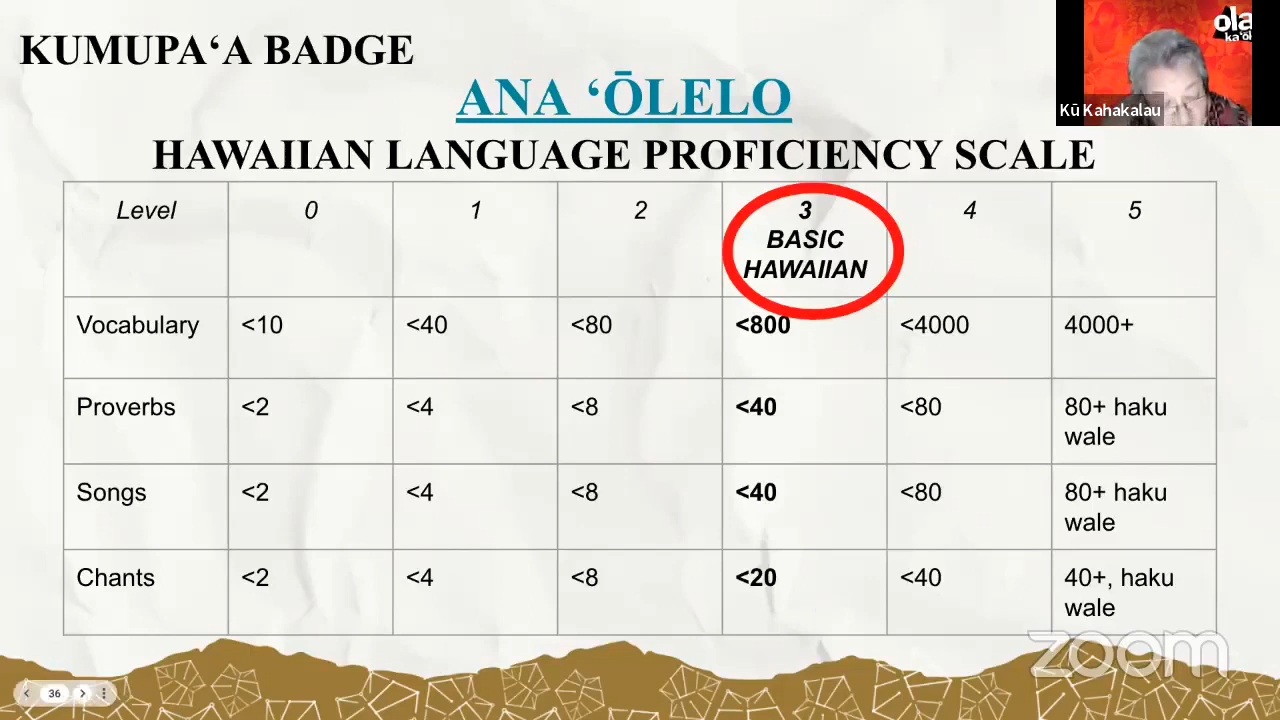 KUMUPAʻA BADGE
ANA ʻŌLELO
HAWAIIAN LANGUAGE PROFICIENCY SCALE
ola
Kū Kahakalau
Level 0 1 2 3 BASIC HAWAIIAN 4 5
Vocabulary <10 <40 <80 <800 <4000 4000+
Proverbs <2 <4 <8 <40 <80 80+ haku wale
Songs <2 <4 <8 <40 <80 80+ haku wale
Chants <2 <4 <8 <20 <40 40+, haku wale
zoom
36